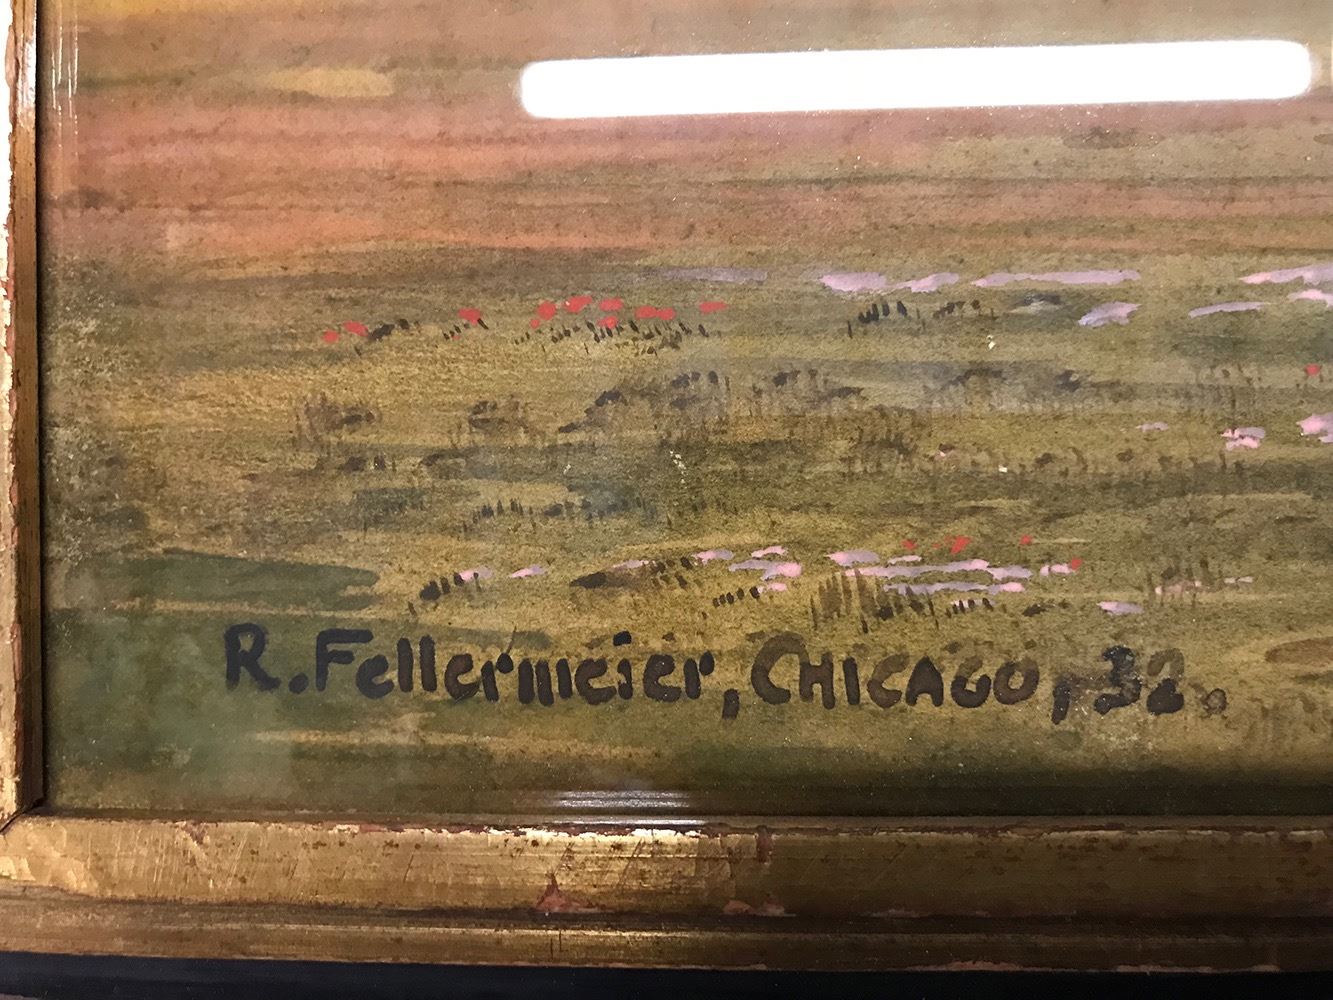 R. Fellermeier, CHICAGO, 32.